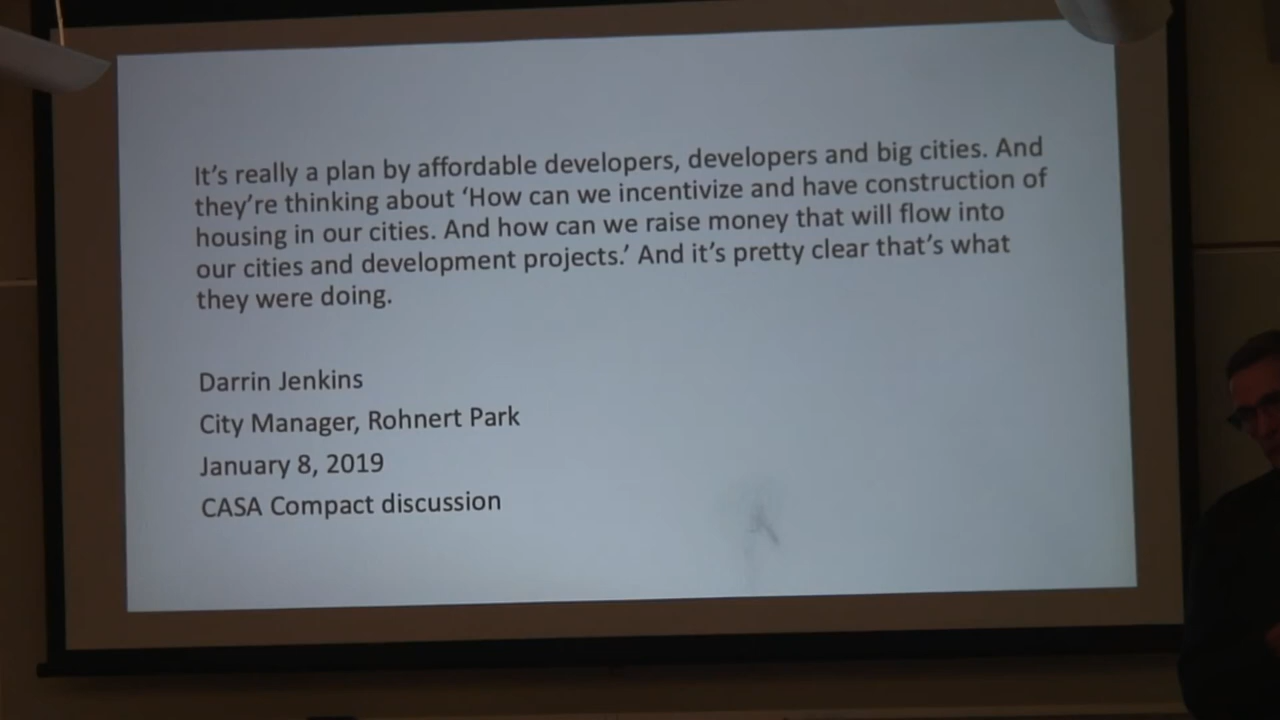 It’s really a plan by affordable developers, developers and big cities. And
they’re thinking about ‘How can we incentivize and have construction of
housing in our cities. And how can we raise money that will flow into
our cities and development projects.’ And it’s pretty clear that’s what
they were doing.
Darrin Jenkins
City Manager, Rohnert Park
January 8, 2019
CASA Compact discussion